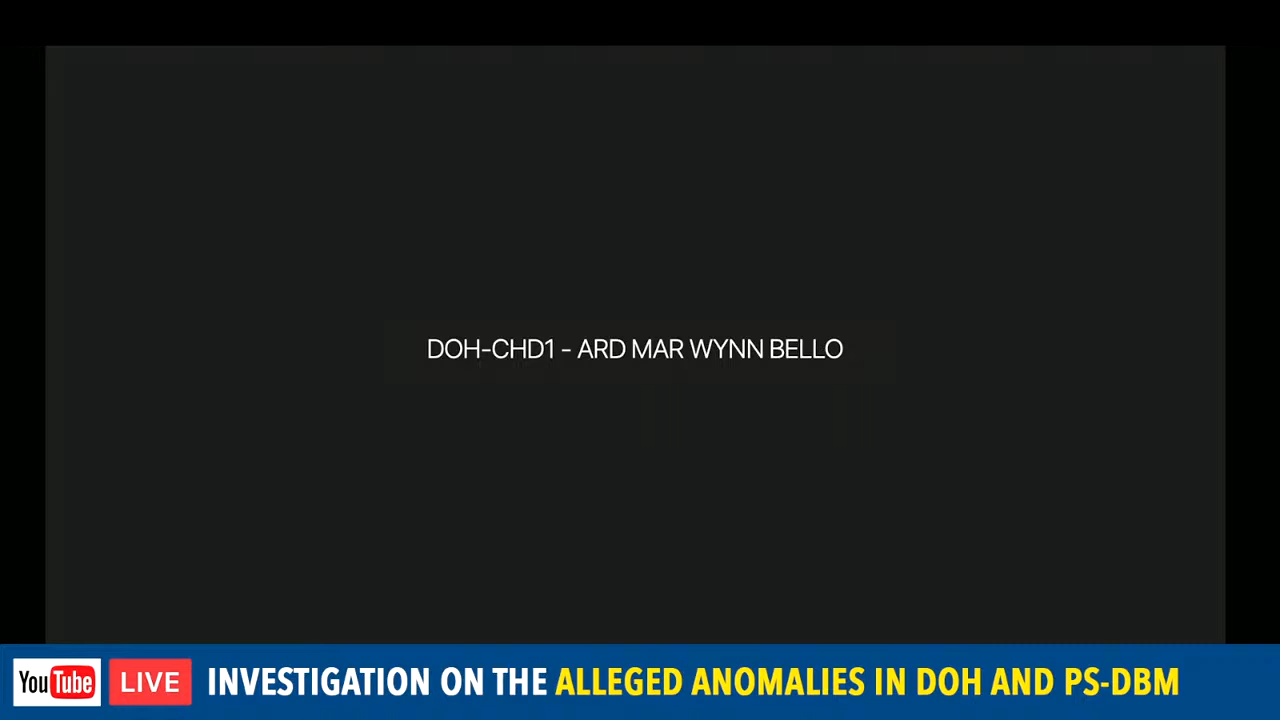 DOH-CHD1 - ARD MAR WYNN BELLO
YouTube LIVE INVESTIGATION ON THE ALLEGED ANOMALIES IN DOH AND PS-DBM